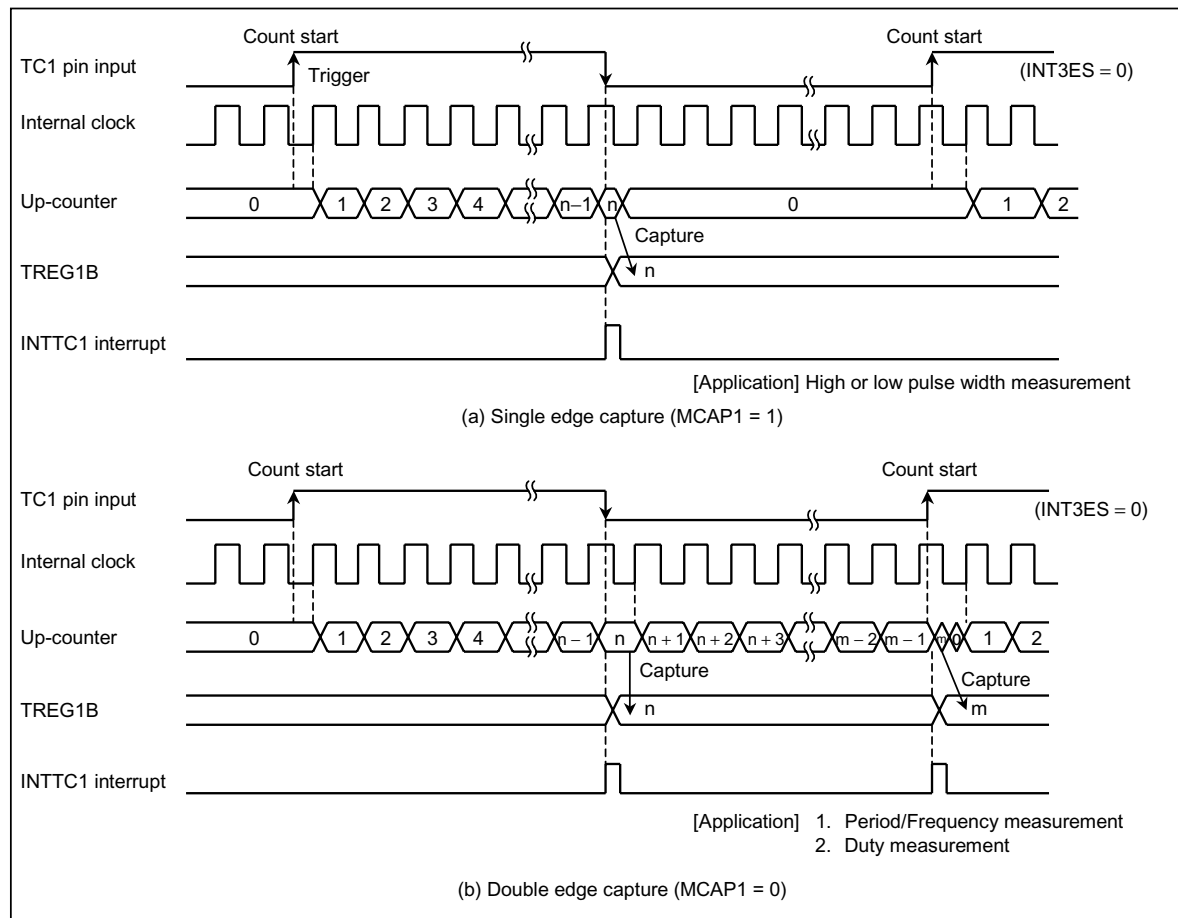 Count start Count start
TC1 pin input Trigger (INT3ES = 0)
Internal clock
Up-counter 0 1 2 3 4 n−1 n 0 1 2
Capture
TREG1B n
INTTC1 interrupt
[Application] High or low pulse width measurement
(a) Single edge capture (MCAP1 = 1)
Count start Count start
TC1 pin input (INT3ES = 0)
Internal clock
Up-counter 0 1 2 3 4 n − 1 n n + 1 n + 2 n + 3 m − 2 m − 1 m 0 1 2
Capture Capture
TREG1B n m
INTTC1 interrupt
[Application] 1. Period/Frequency measurement
2. Duty measurement
(b) Double edge capture (MCAP1 = 0)